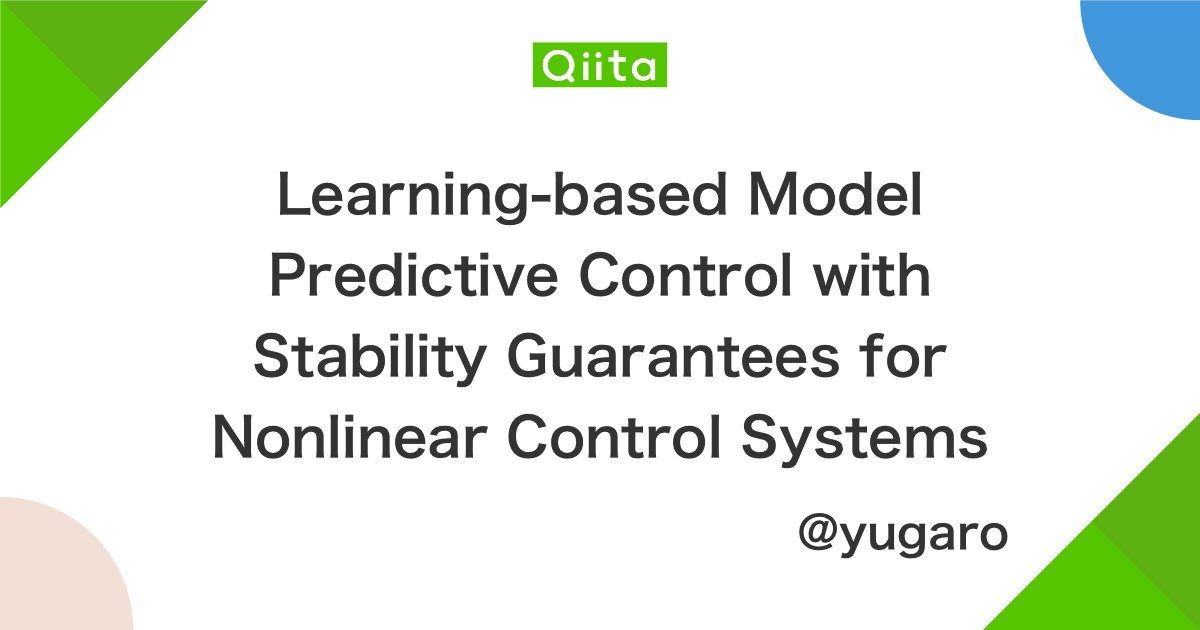 Qiita
Learning-based Model
Predictive Control with
Stability Guarantees for
Nonlinear Control Systems
@yugaro